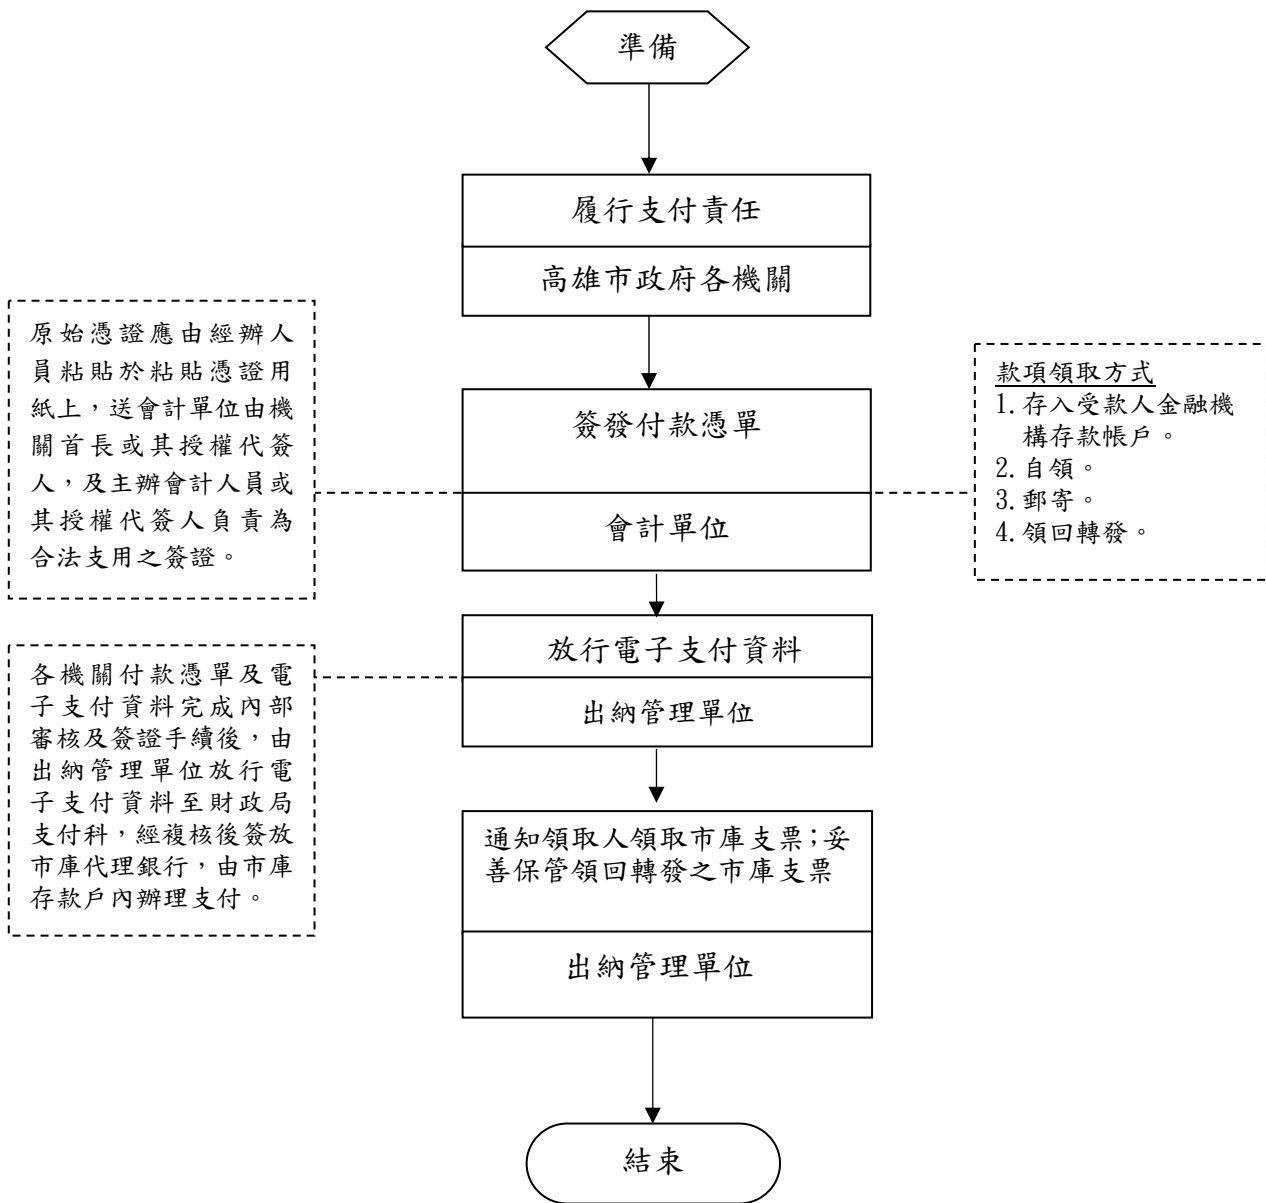 準備
履行支付責任
高雄市政府各機關
原始憑證應由經辦人
員粘貼於粘貼憑證用
紙上，送會計單位由機
關首長或其授權代簽
人，及主辦會計人員或
其授權代簽人負責為
合法支用之簽證。
簽發付款憑單
會計單位
款項領取方式
1.存入受款人金融機
構存款帳戶。
2.自領。
3.郵寄。
4.領回轉發。
放行電子支付資料
出納管理單位
各機關付款憑單及電
子支付資料完成內部
審核及簽證手續後，由
出納管理單位放行電
子支付資料至財政局
支付科，經複核後簽放
市庫代理銀行，由市庫
存款戶內辦理支付。
通知領取人領取市庫支票;妥
善保管領回轉發之市庫支票
出納管理單位
結束